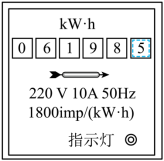 kW·h
0 6 1 9 8 5
220 V 10A 50Hz
1800imp/(kW·h)
指示灯